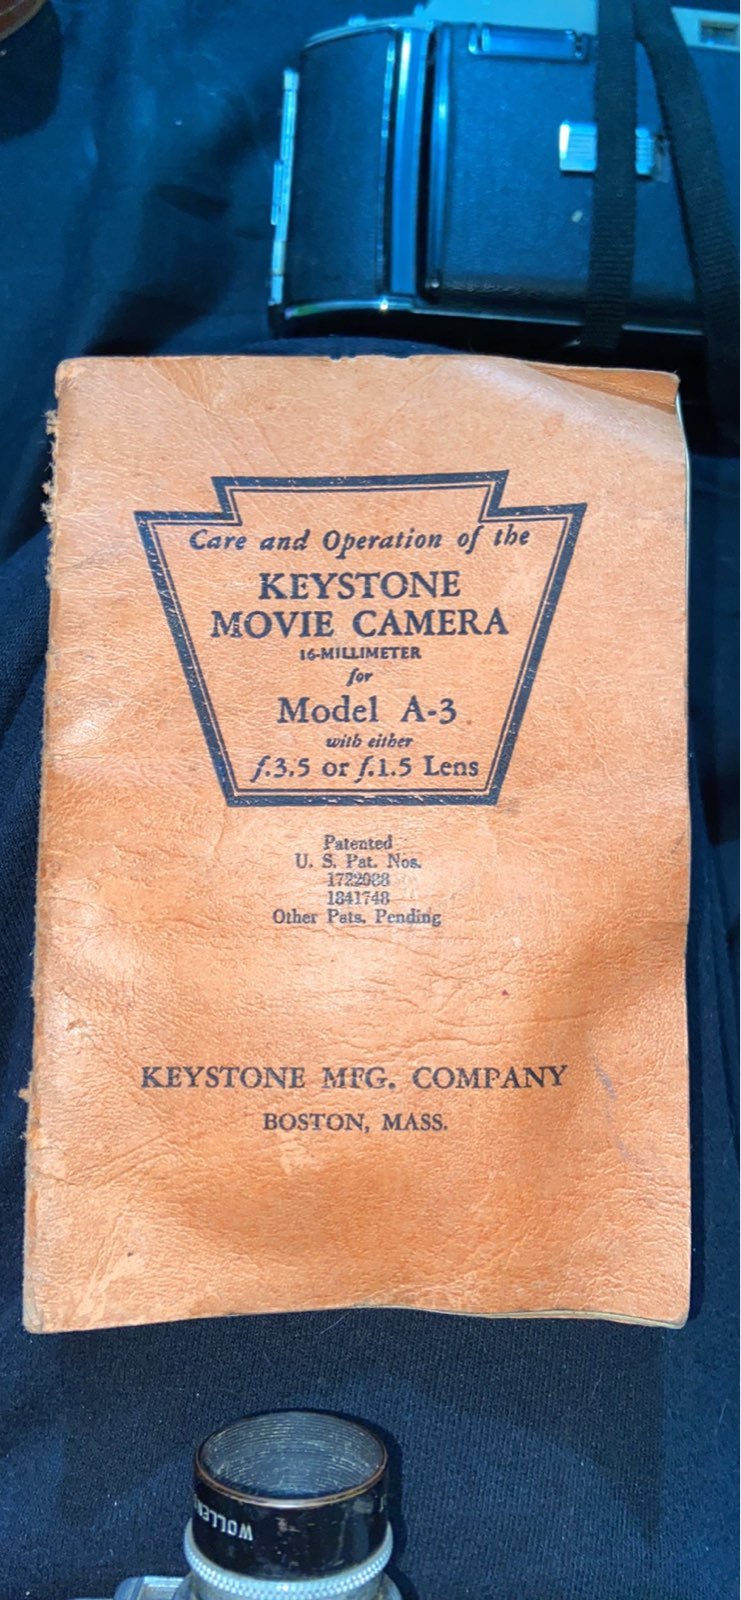 Care and Operation of the
KEYSTONE
MOVIE CAMERA
16-MILLIMETER
for
Model A-3
with either
f.3.5 or f.1.5 Lens
Patented
U. S. Pat. Nos.
1722088
1841748
Other Pats. Pending
KEYSTONE MFG. COMPANY
BOSTON, MASS.